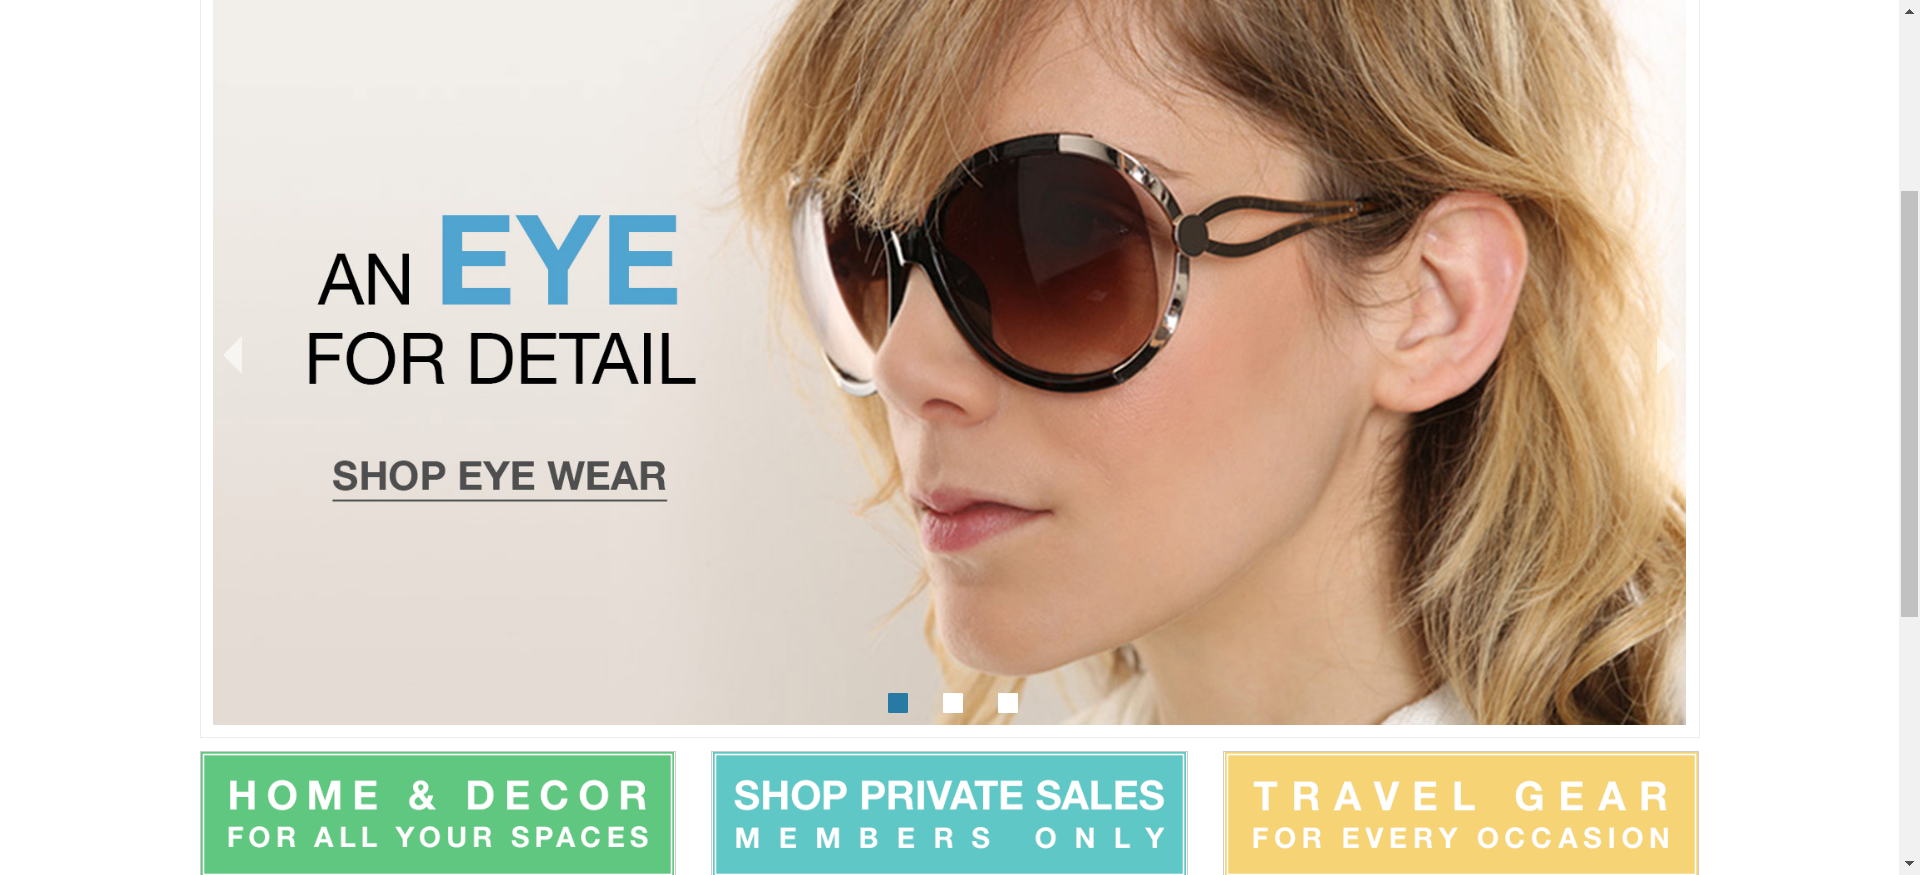 AN EYE
FOR DETAIL
SHOP EYE WEAR
HOME & DECOR
FOR ALL YOUR SPACES
SHOP PRIVATE SALES
MEMBERS ONLY
TRAVEL GEAR
FOR EVERY OCCASION